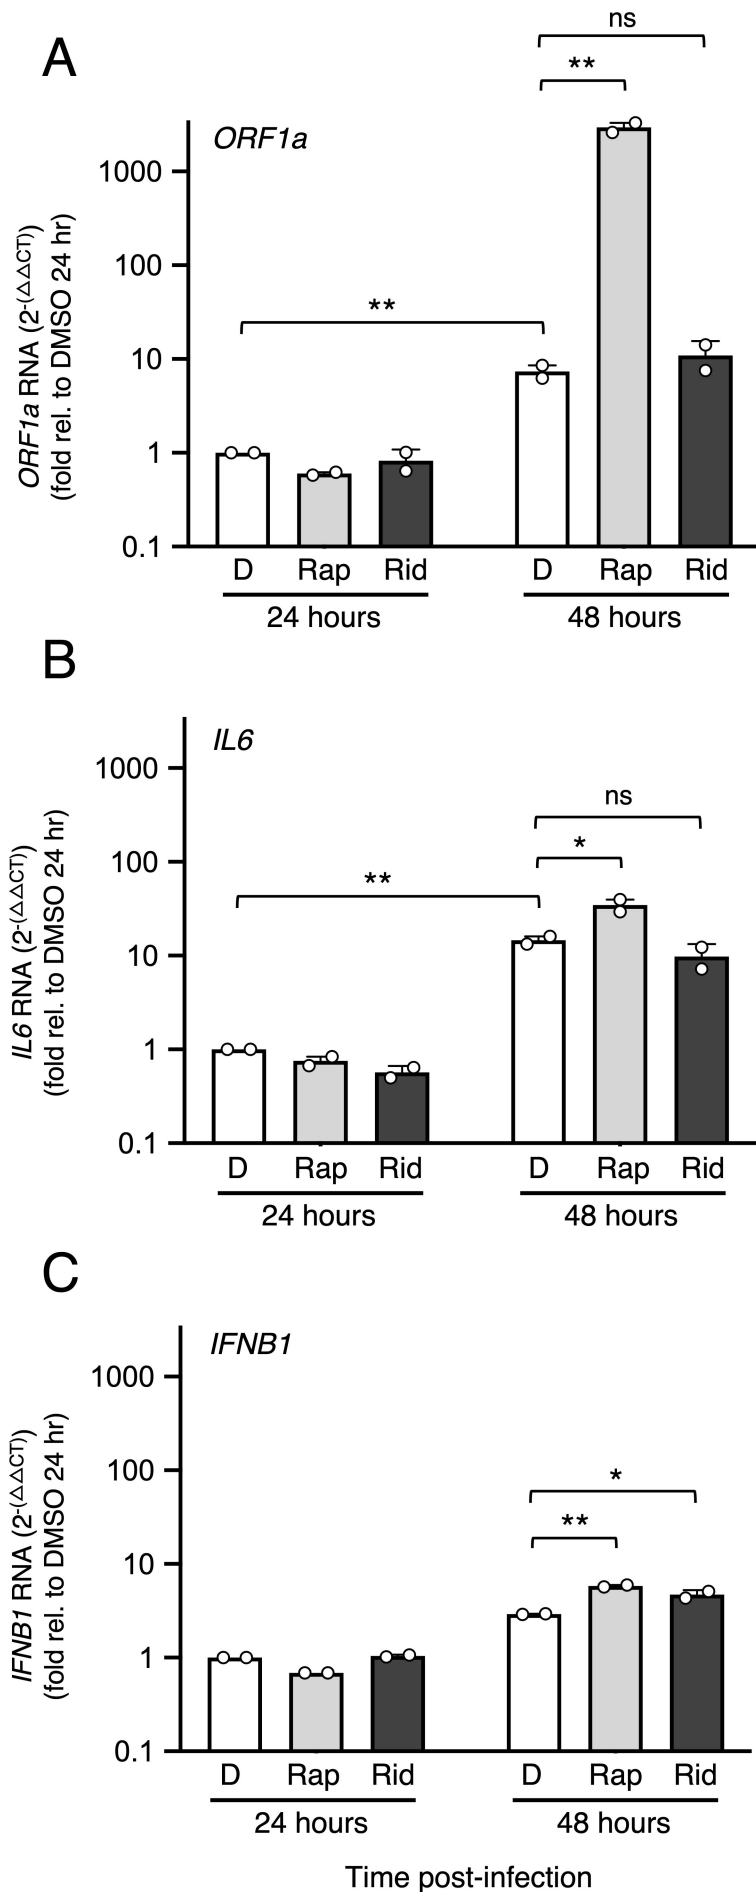 A
ns
**
ORF1a
1000
100
**
10
1
0.1
ORF1a RNA (2-(△△CT))
(fold rel. to DMSO 24 hr)
D Rap Rid D Rap Rid
24 hours 48 hours
B
IL6
1000
ns
100
*
**
10
1
0.1
IL6 RNA (2-(△△CT))
(fold rel. to DMSO 24 hr)
D Rap Rid D Rap Rid
24 hours 48 hours
C
IFNB1
1000
100
*
**
10
1
0.1
IFNB1 RNA (2-(△△CT))
(fold rel. to DMSO 24 hr)
D Rap Rid D Rap Rid
24 hours 48 hours
Time post-infection